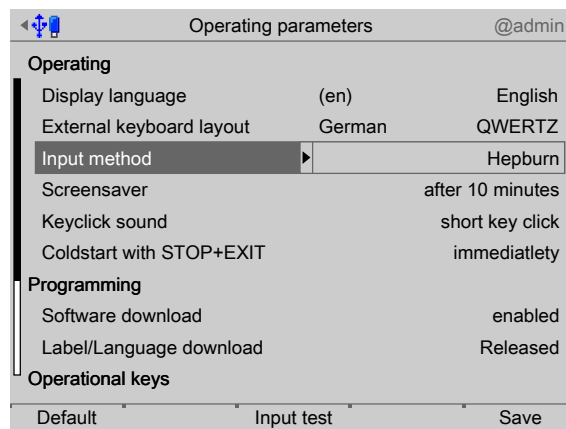 Operating parameters @admin
Operating
Display language (en) English
External keyboard layout German QWERTZ
Input method Hepburn
Screensaver after 10 minutes
Keyclick sound short key click
Coldstart with STOP+EXIT immediatlety
Programming
Software download enabled
Label/Language download Released
Operational keys
Default Input test Save